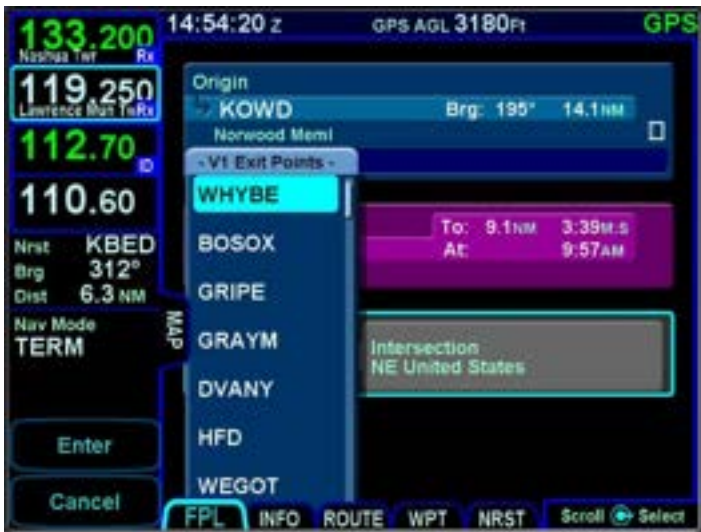 133.200
Nashua Twr Rx
119.250
Lawrence Mun TwRx
112.70
ID
110.60
Nrst KBED
Brg 312°
Dist 6.3 NM
Nav Mode
TERM
Enter
Cancel
14:54:20 Z GPS AGL 3180Ft GPS
Origin
KOWD Brg: 195° 14.1NM
Norwood Meml
- V1 Exit Points -
WHYBE
BOSOX
GRIPE
GRAYM
DVANY
HFD
WEGOT
To: 9.1NM 3:39M:S
At: 9:57AM
Intersection
NE United States
MAP
FPL INFO ROUTE WPT NRST Scroll Select